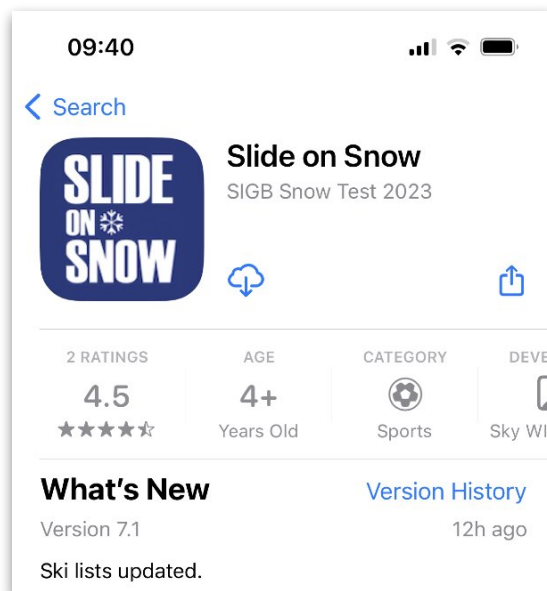 09:40
Search
SLIDE
ON
SNOW
Slide on Snow
SIGB Snow Test 2023
2 RATINGS
4.5
AGE
4+
Years Old
CATEGORY
Sports
What's New
Version History
Version 7.1
12h ago
Ski lists updated.